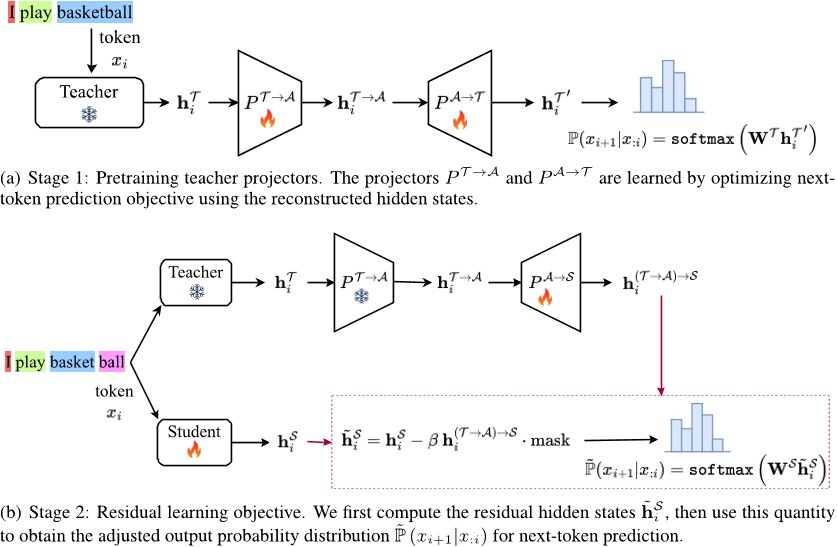 I play basketball
token
x_i
Teacher
h_i^T
P^{T→A}
h_i^{T→A}
P^{A→T}
h_i^{T'}
ℙ(x_{i+1}|x_{:i}) = softmax (W^T h_i^{T'})
(a) Stage 1: Pretraining teacher projectors. The projectors P^{T→A} and P^{A→T} are learned by optimizing next-
token prediction objective using the reconstructed hidden states.
Teacher
h_i^T
P^{T→A}
h_i^{T→A}
P^{A→S}
h_i^{(T→A)→S}
I play basket ball
token
x_i
Student
h_i^S
h̃_i^S = h_i^S − β h_i^{(T→A)→S} · mask
ℙ̃(x_{i+1}|x_{:i}) = softmax (W^S h̃_i^S)
(b) Stage 2: Residual learning objective. We first compute the residual hidden states h̃_i^S, then use this quantity
to obtain the adjusted output probability distribution ℙ̃ (x_{i+1}|x_{:i}) for next-token prediction.